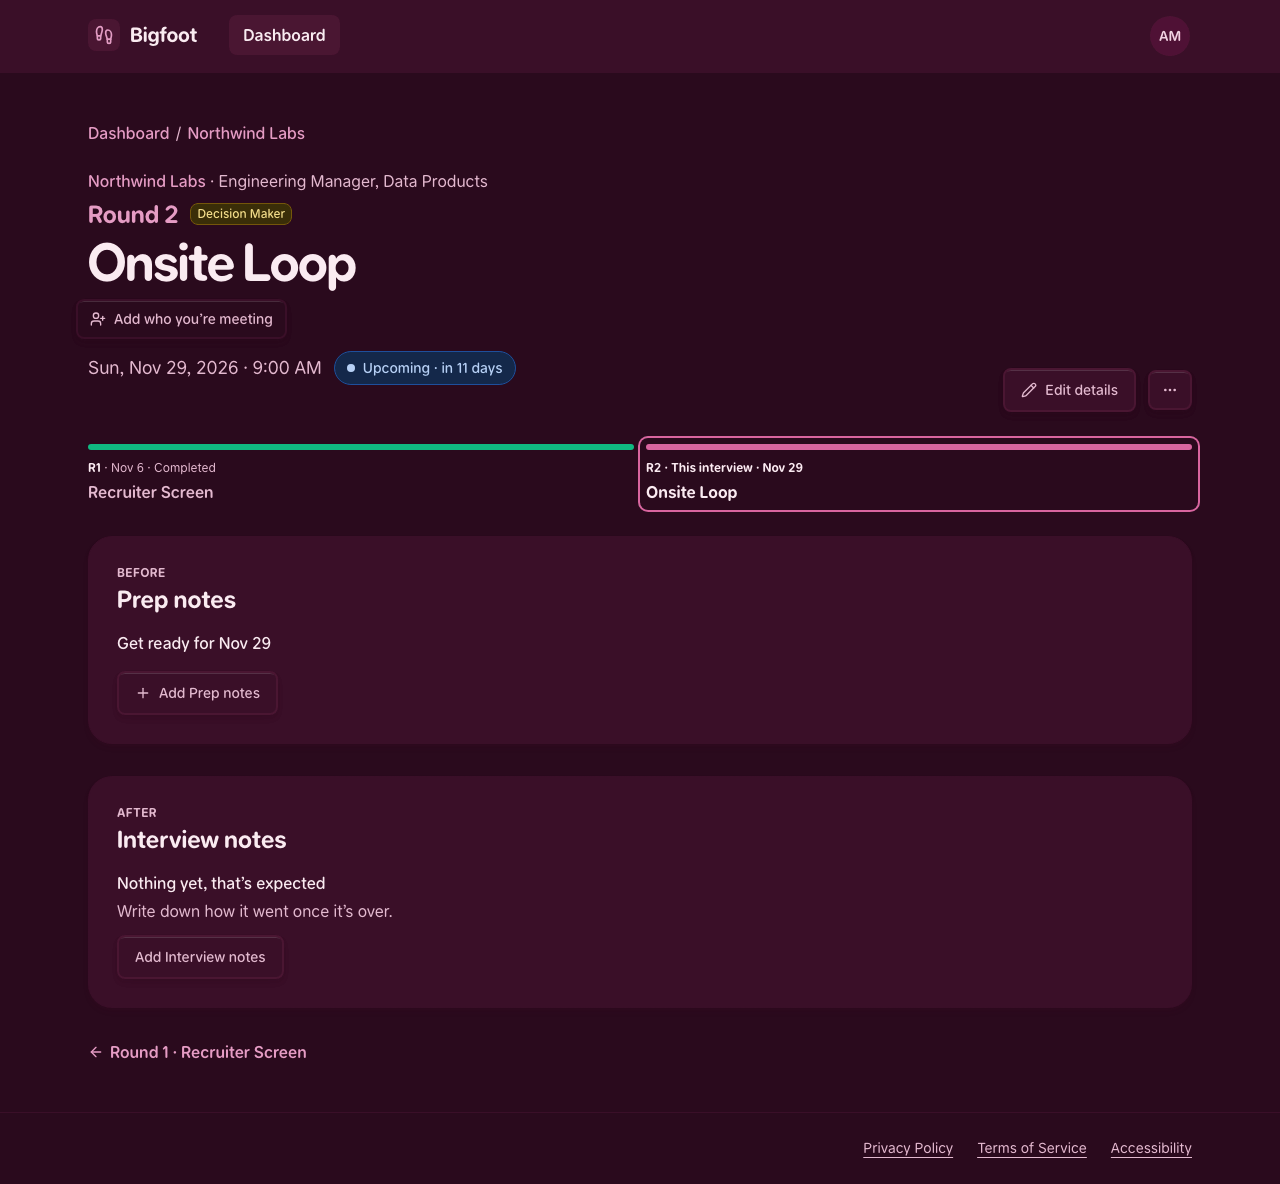 Bigfoot
Dashboard
AM
Dashboard / Northwind Labs
Northwind Labs · Engineering Manager, Data Products
Round 2
Decision Maker
Onsite Loop
Add who you’re meeting
Sun, Nov 29, 2026 · 9:00 AM
Upcoming · in 11 days
Edit details
R1 · Nov 6 · Completed
Recruiter Screen
R2 · This interview · Nov 29
Onsite Loop
BEFORE
Prep notes
Get ready for Nov 29
Add Prep notes
AFTER
Interview notes
Nothing yet, that’s expected
Write down how it went once it’s over.
Add Interview notes
Round 1 · Recruiter Screen
Privacy Policy
Terms of Service
Accessibility